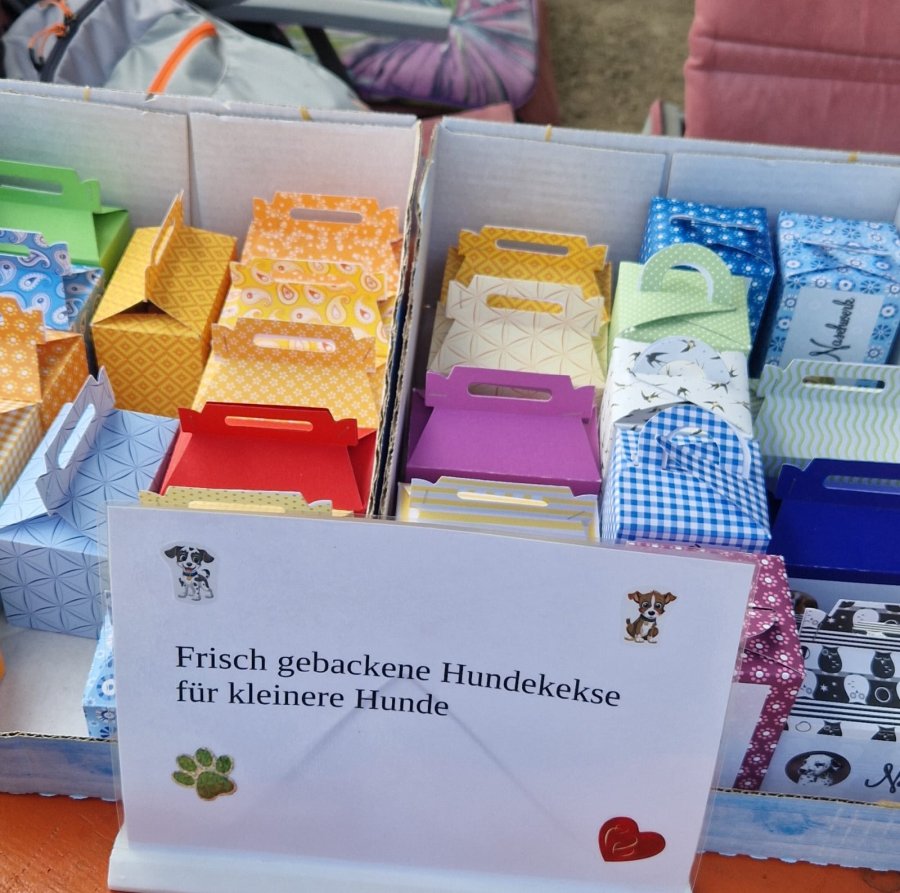 Naschwerk
Frisch gebackene Hundekekse
für kleinere Hunde